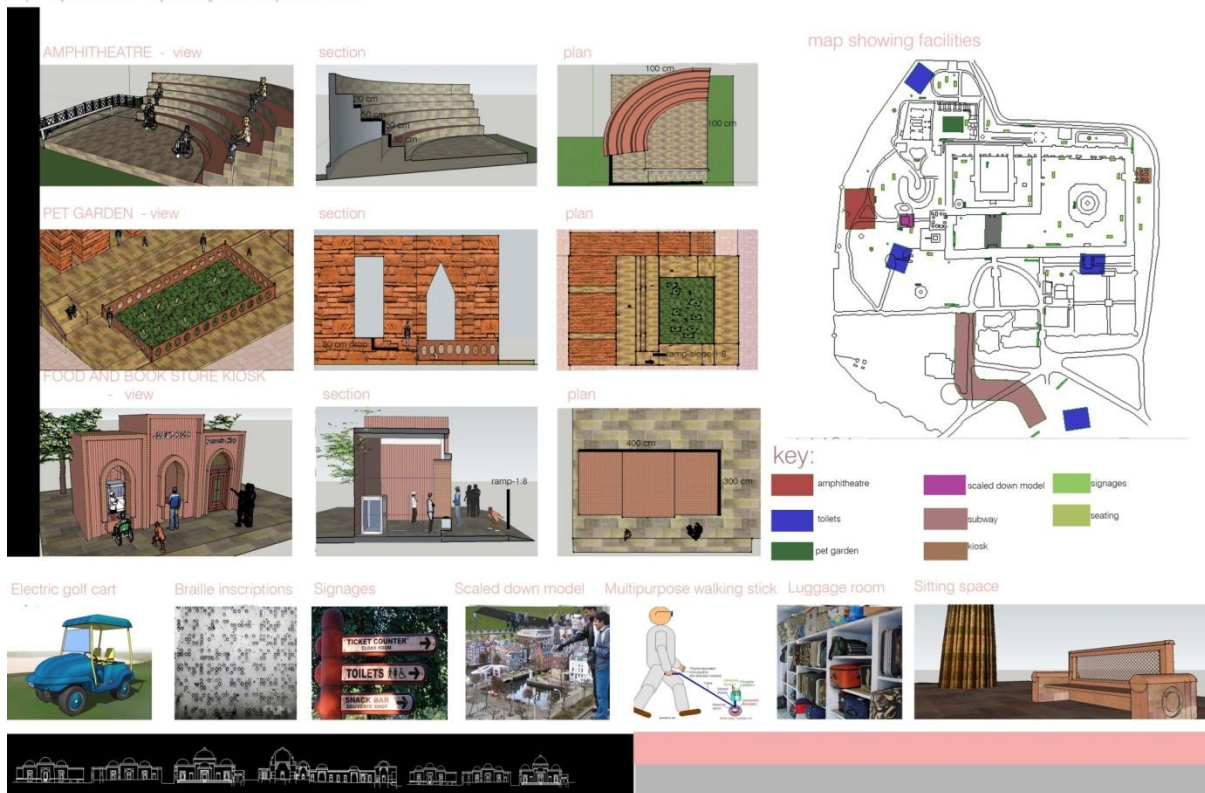 AMPHITHEATRE - view
section
plan
20 cm
30 cm
100 cm
100 cm
PET GARDEN - view
section
plan
30 cm drop
ramp-slope 1:8
FOOD AND BOOK STORE KIOSK
- view
section
plan
ramp-1:8
400 cm
300 cm
map showing facilities
key:
amphitheatre
toilets
pet garden
scaled down model
subway
kiosk
signages
seating
Electric golf cart
Braille inscriptions
Signages
TICKET COUNTER
CLOAK ROOM
TOILETS
SNACK BAR
SOUVENIR SHOP
Scaled down model
Multipurpose walking stick
Luggage room
Sitting space